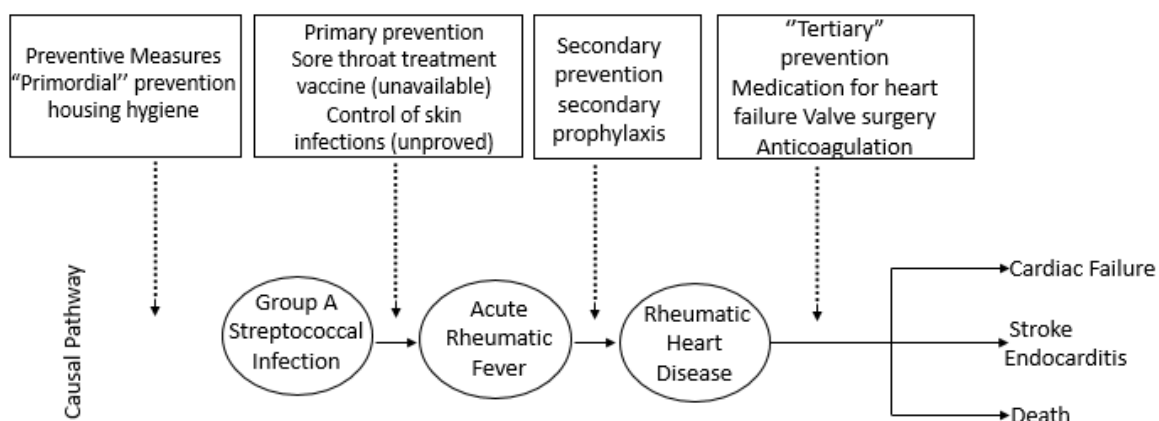 Preventive Measures
“Primordial’’ prevention
housing hygiene
Primary prevention
Sore throat treatment
vaccine (unavailable)
Control of skin
infections (unproved)
Secondary
prevention
secondary
prophylaxis
‘’Tertiary”
prevention
Medication for heart
failure Valve surgery
Anticoagulation
Causal Pathway
Group A
Streptococcal
Infection
Acute
Rheumatic
Fever
Rheumatic
Heart
Disease
Cardiac Failure
Stroke
Endocarditis
Death